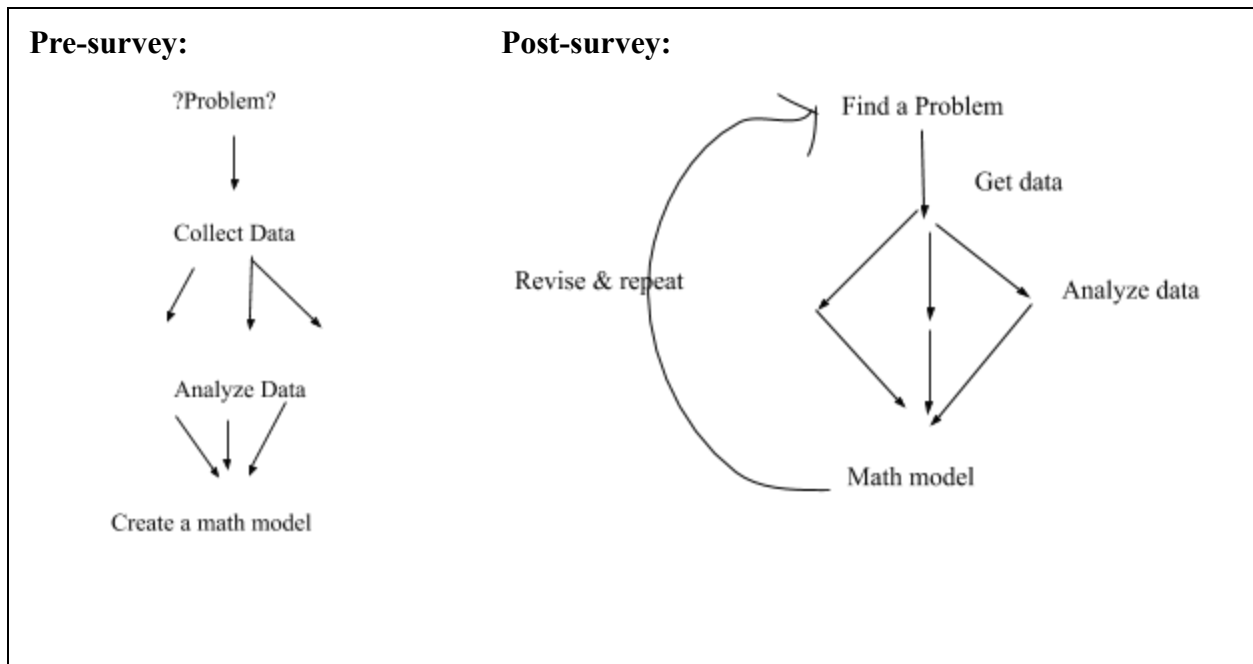 Pre-survey:
?Problem?
Collect Data
Analyze Data
Create a math model
Post-survey:
Find a Problem
Get data
Revise & repeat
Analyze data
Math model